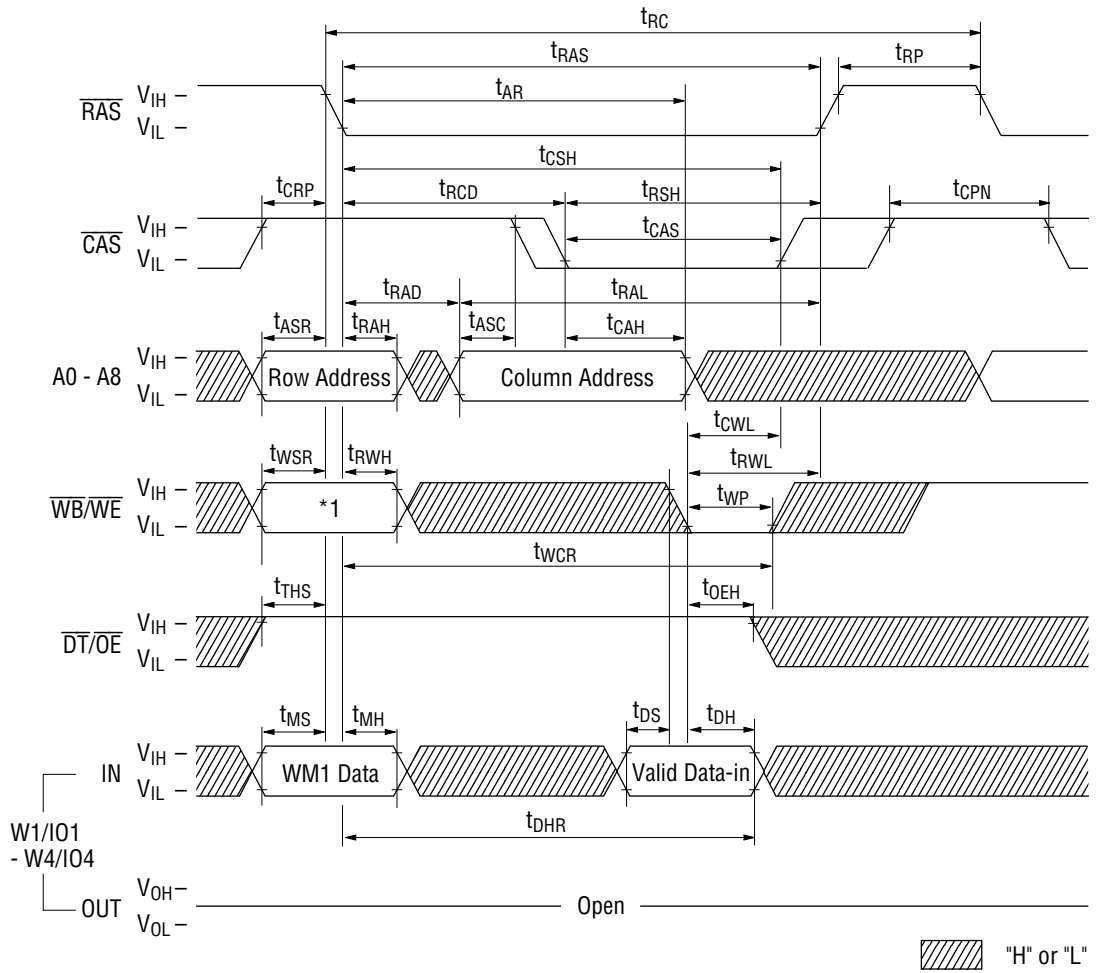 tRC
tRAS
tRP
tAR
RAS
VIH
VIL
tCSH
tCRP
tRCD
tRSH
tCPN
CAS
VIH
VIL
tCAS
tRAD
tRAL
tASR
tRAH
tASC
tCAH
A0 - A8
VIH
VIL
Row Address
Column Address
tCWL
tWSR
tRWH
tRWL
WB/WE
VIH
VIL
*1
tWP
tWCR
tTHS
tOEH
DT/OE
VIH
VIL
tMS
tMH
tDS
tDH
IN
VIH
VIL
WM1 Data
Valid Data-in
tDHR
W1/IO1
- W4/IO4
OUT
VOH
VOL
Open
"H" or "L"